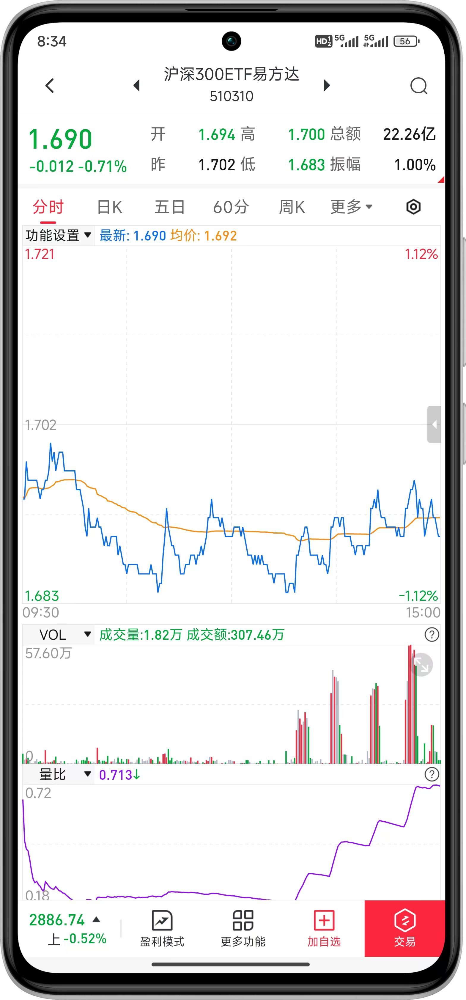 8:34
HD 1 2 5G 5G 56
沪深300ETF易方达
510310
1.690 开 1.694 高 1.700 总额 22.26亿
-0.012 -0.71% 昨 1.702 低 1.683 振幅 1.00%
分时 日K 五日 60分 周K 更多
功能设置 最新: 1.690 均价: 1.692
1.721 1.12%
1.702
1.683 -1.12%
09:30 15:00
VOL 成交量:1.82万 成交额:307.46万 ?
57.60万
0
量比 0.713↓ ?
0.72
0.18
2886.74
上 -0.52%
盈利模式 更多功能 加自选 交易